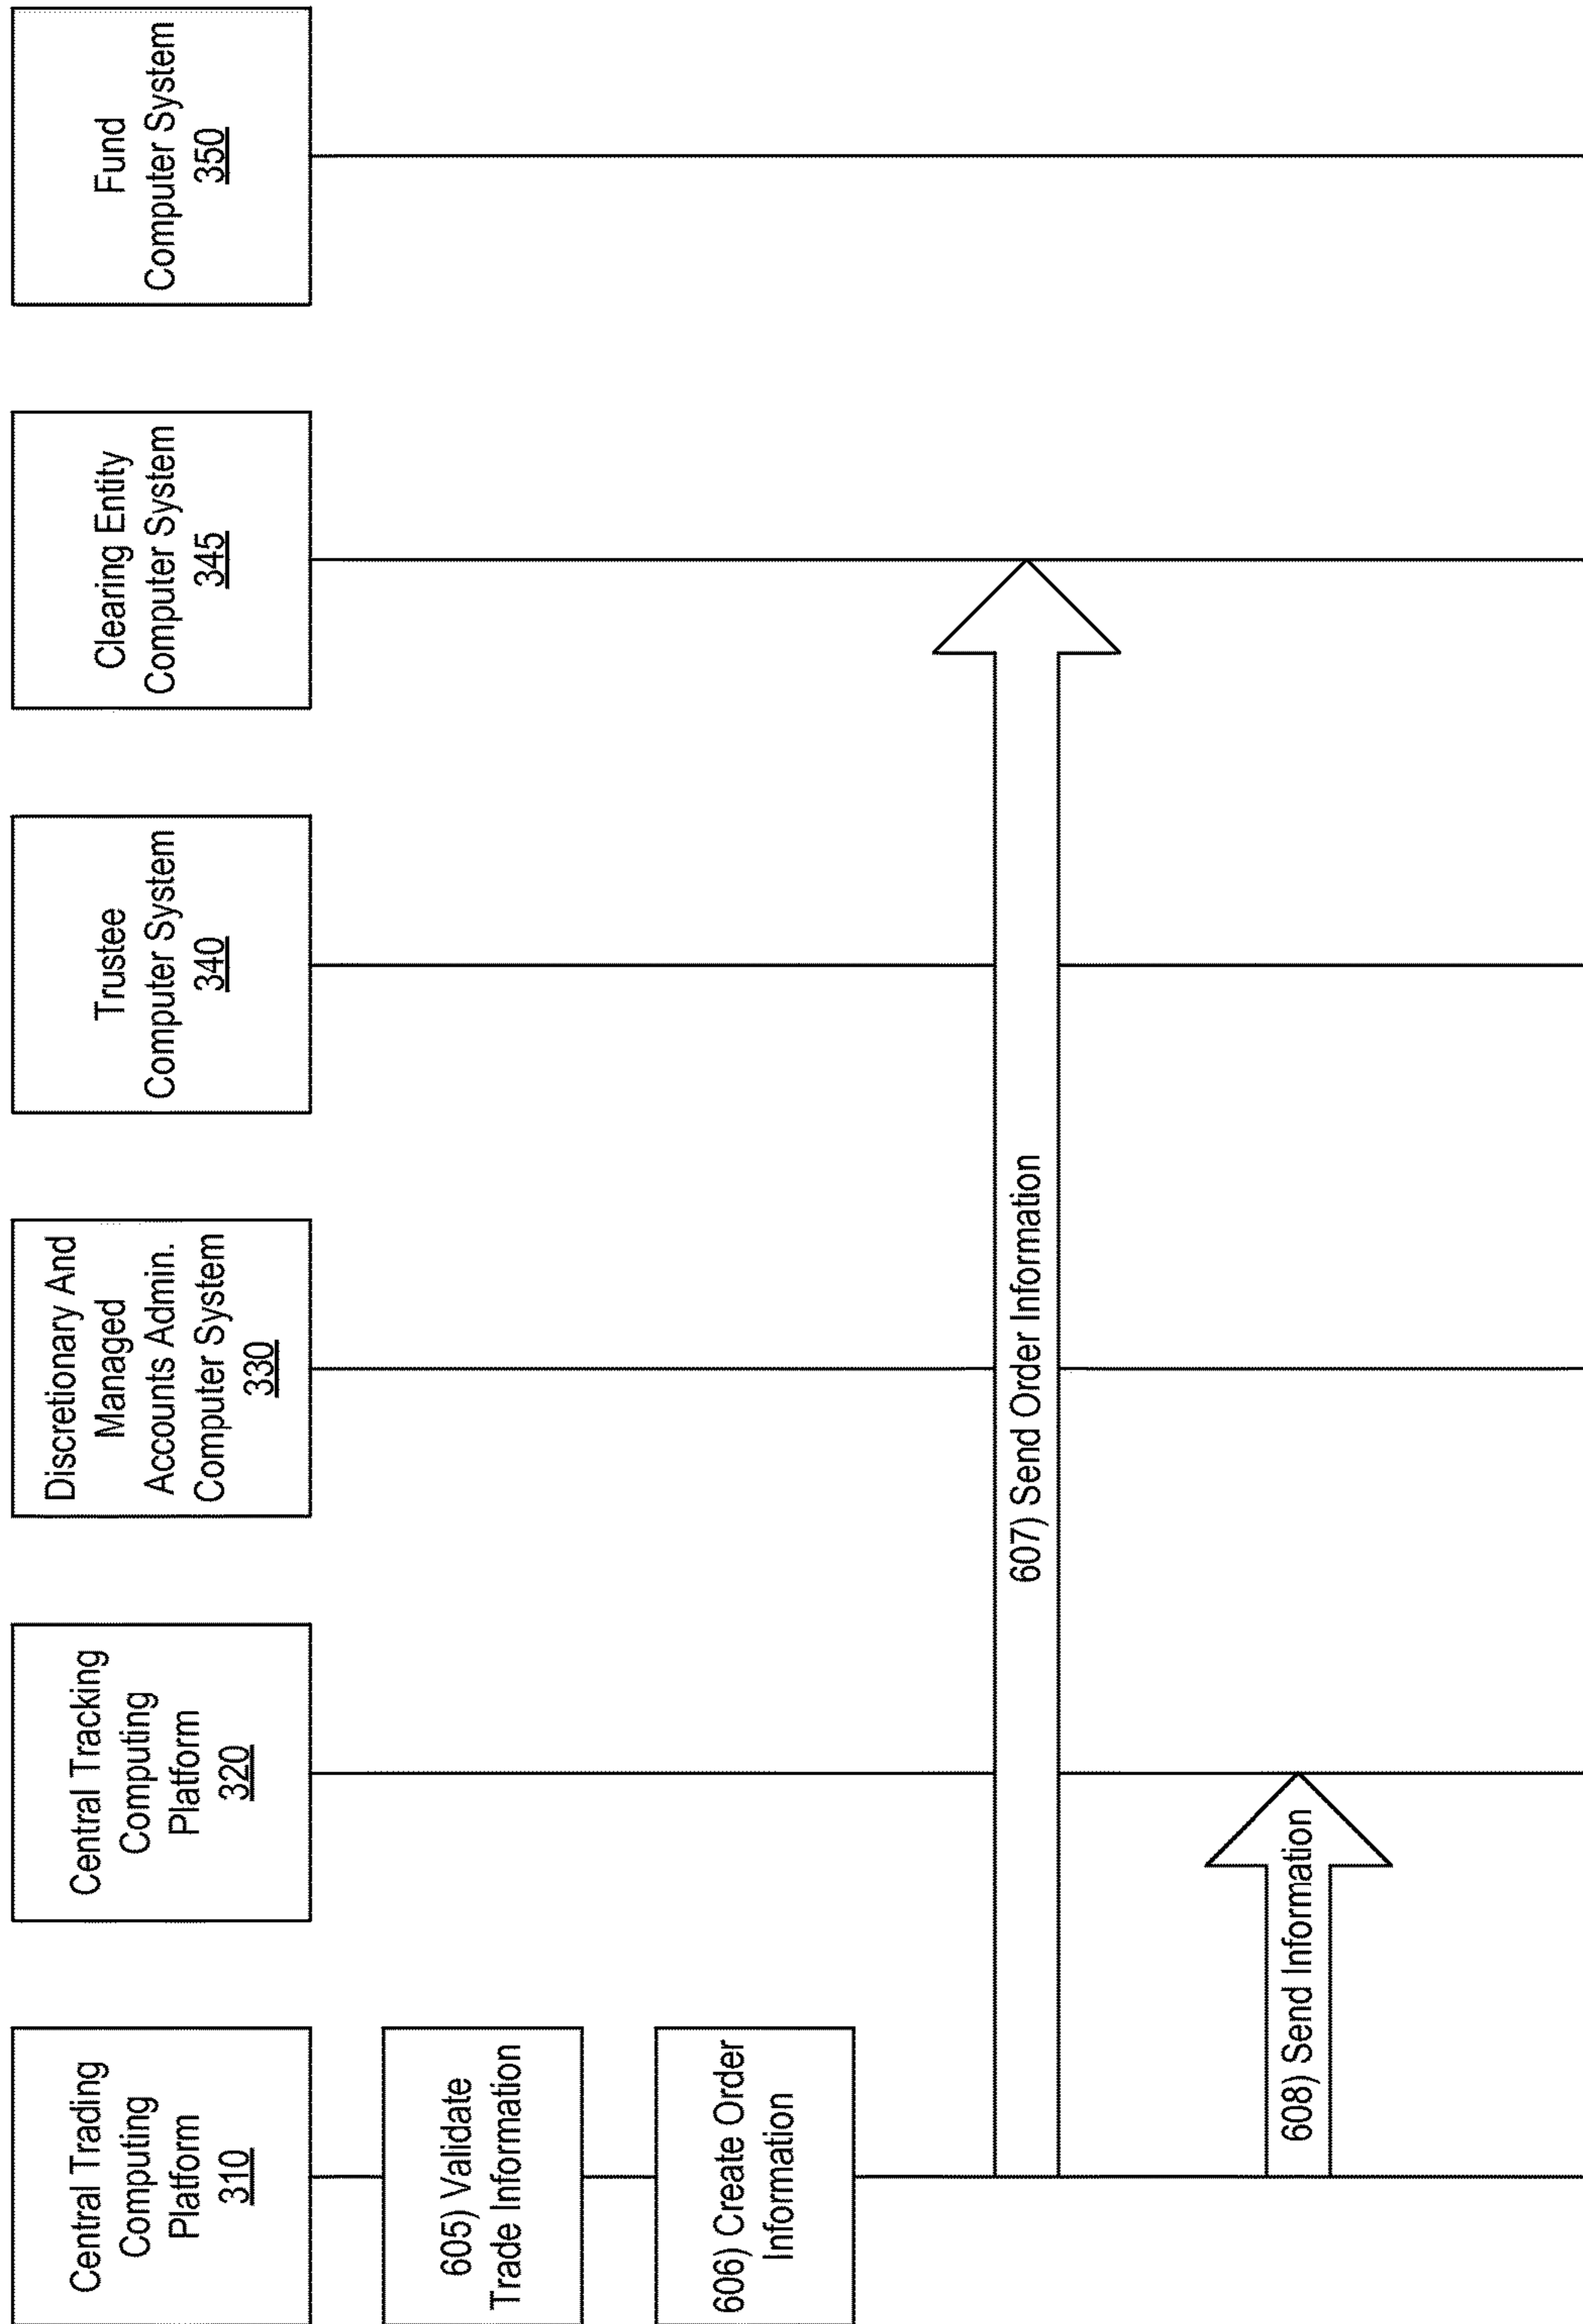 Central Trading
Computing
Platform
310
Central Tracking
Computing
Platform
320
Discretionary And
Managed
Accounts Admin.
Computer System
330
Trustee
Computer System
340
Clearing Entity
Computer System
345
Fund
Computer System
350
605) Validate
Trade Information
606) Create Order
Information
607) Send Order Information
608) Send Information